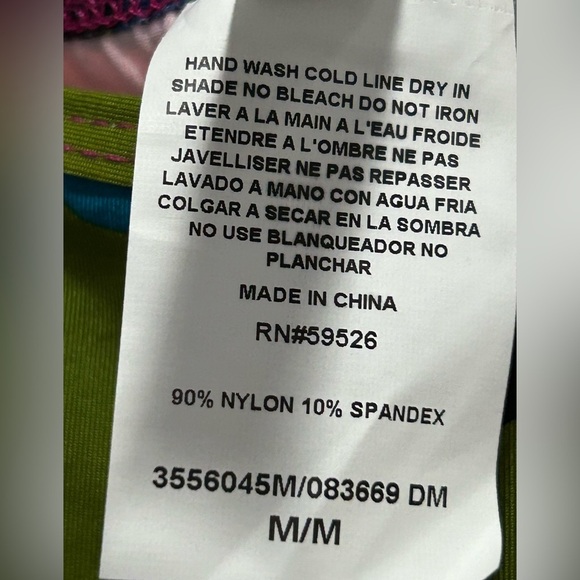 HAND WASH COLD LINE DRY IN
SHADE NO BLEACH DO NOT IRON
LAVER A LA MAIN A L'EAU FROIDE
ETENDRE A L'OMBRE NE PAS
JAVELLISER NE PAS REPASSER
LAVADO A MANO CON AGUA FRIA
COLGAR A SECAR EN LA SOMBRA
NO USE BLANQUEADOR NO
PLANCHAR
MADE IN CHINA
RN#59526
90% NYLON 10% SPANDEX
3556045M/083669 DM
M/M